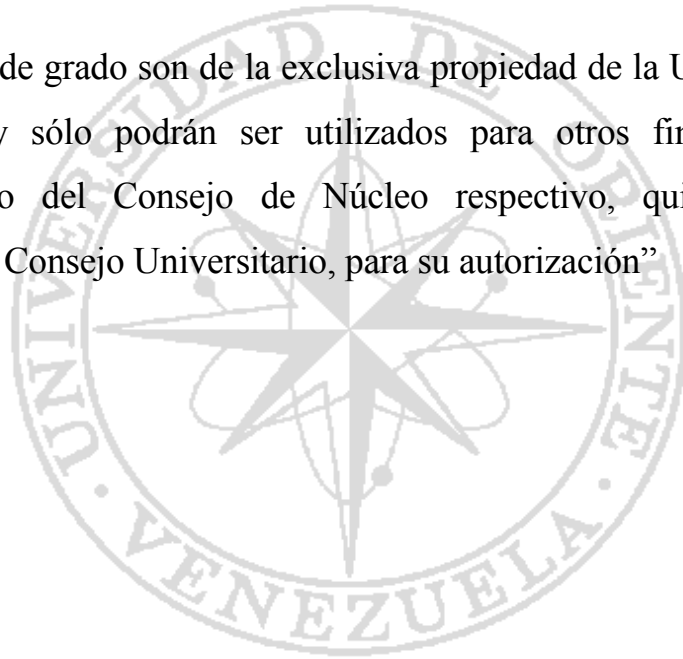 de grado son de la exclusiva propiedad de la U
y sólo podrán ser utilizados para otros fin
o del Consejo de Núcleo respectivo, qui
Consejo Universitario, para su autorización”
UNIVERSIDAD DE ORIENTE
· VENEZUELA ·